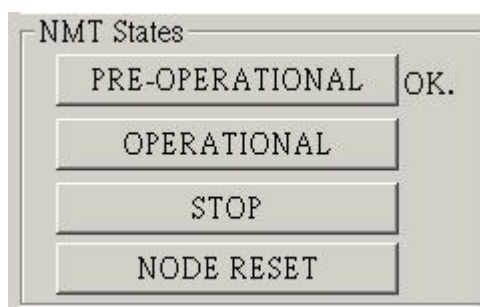 NMT States
PRE-OPERATIONAL OK.
OPERATIONAL
STOP
NODE RESET